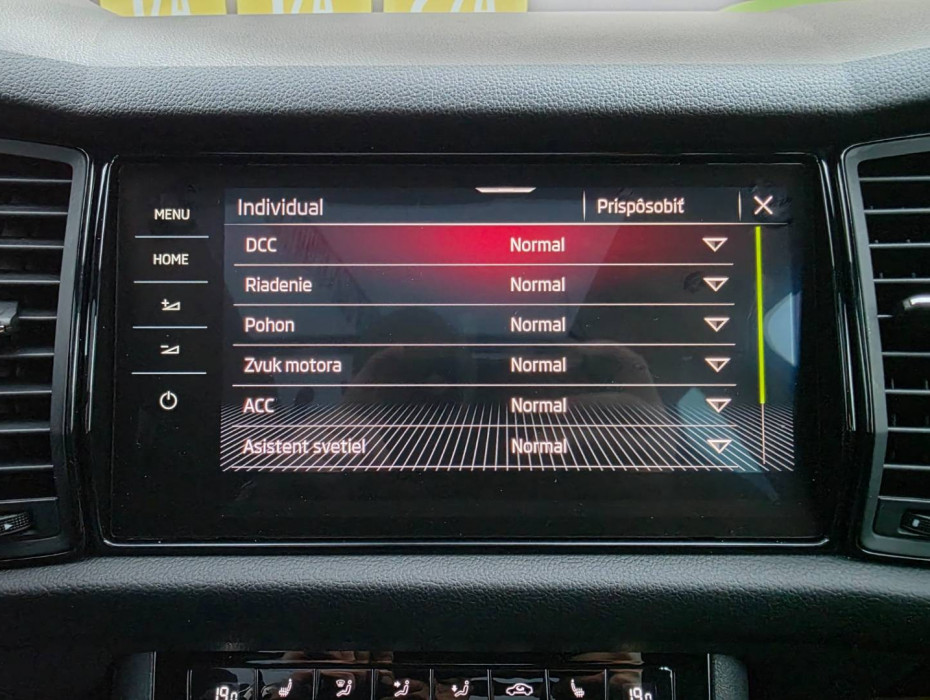 MENU
HOME
Individual Prispôsobiť
DCC Normal
Riadenie Normal
Pohon Normal
Zvuk motora Normal
ACC Normal
Asistent svetiel Normal